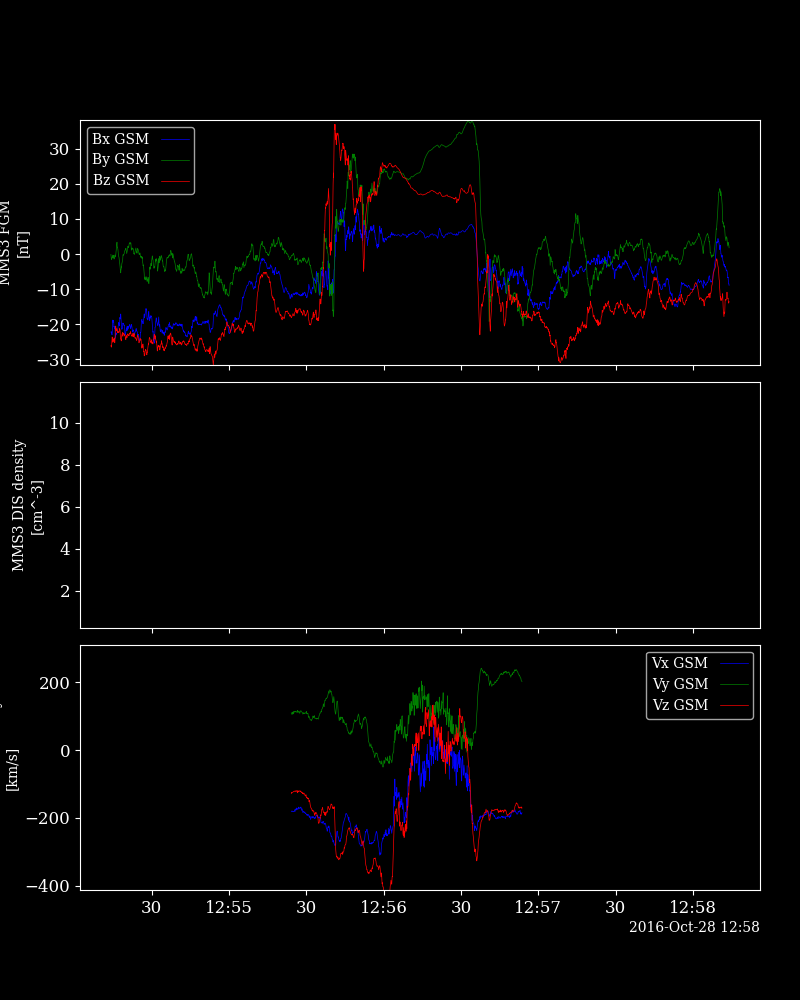 30
20
10
0
−10
−20
−30
MMS3 FGM
[nT]
Bx GSM
By GSM
Bz GSM
10
8
6
4
2
MMS3 DIS density
[cm^-3]
200
0
−200
−400
[km/s]
Vx GSM
Vy GSM
Vz GSM
30 12:55 30 12:56 30 12:57 30 12:58
2016-Oct-28 12:58